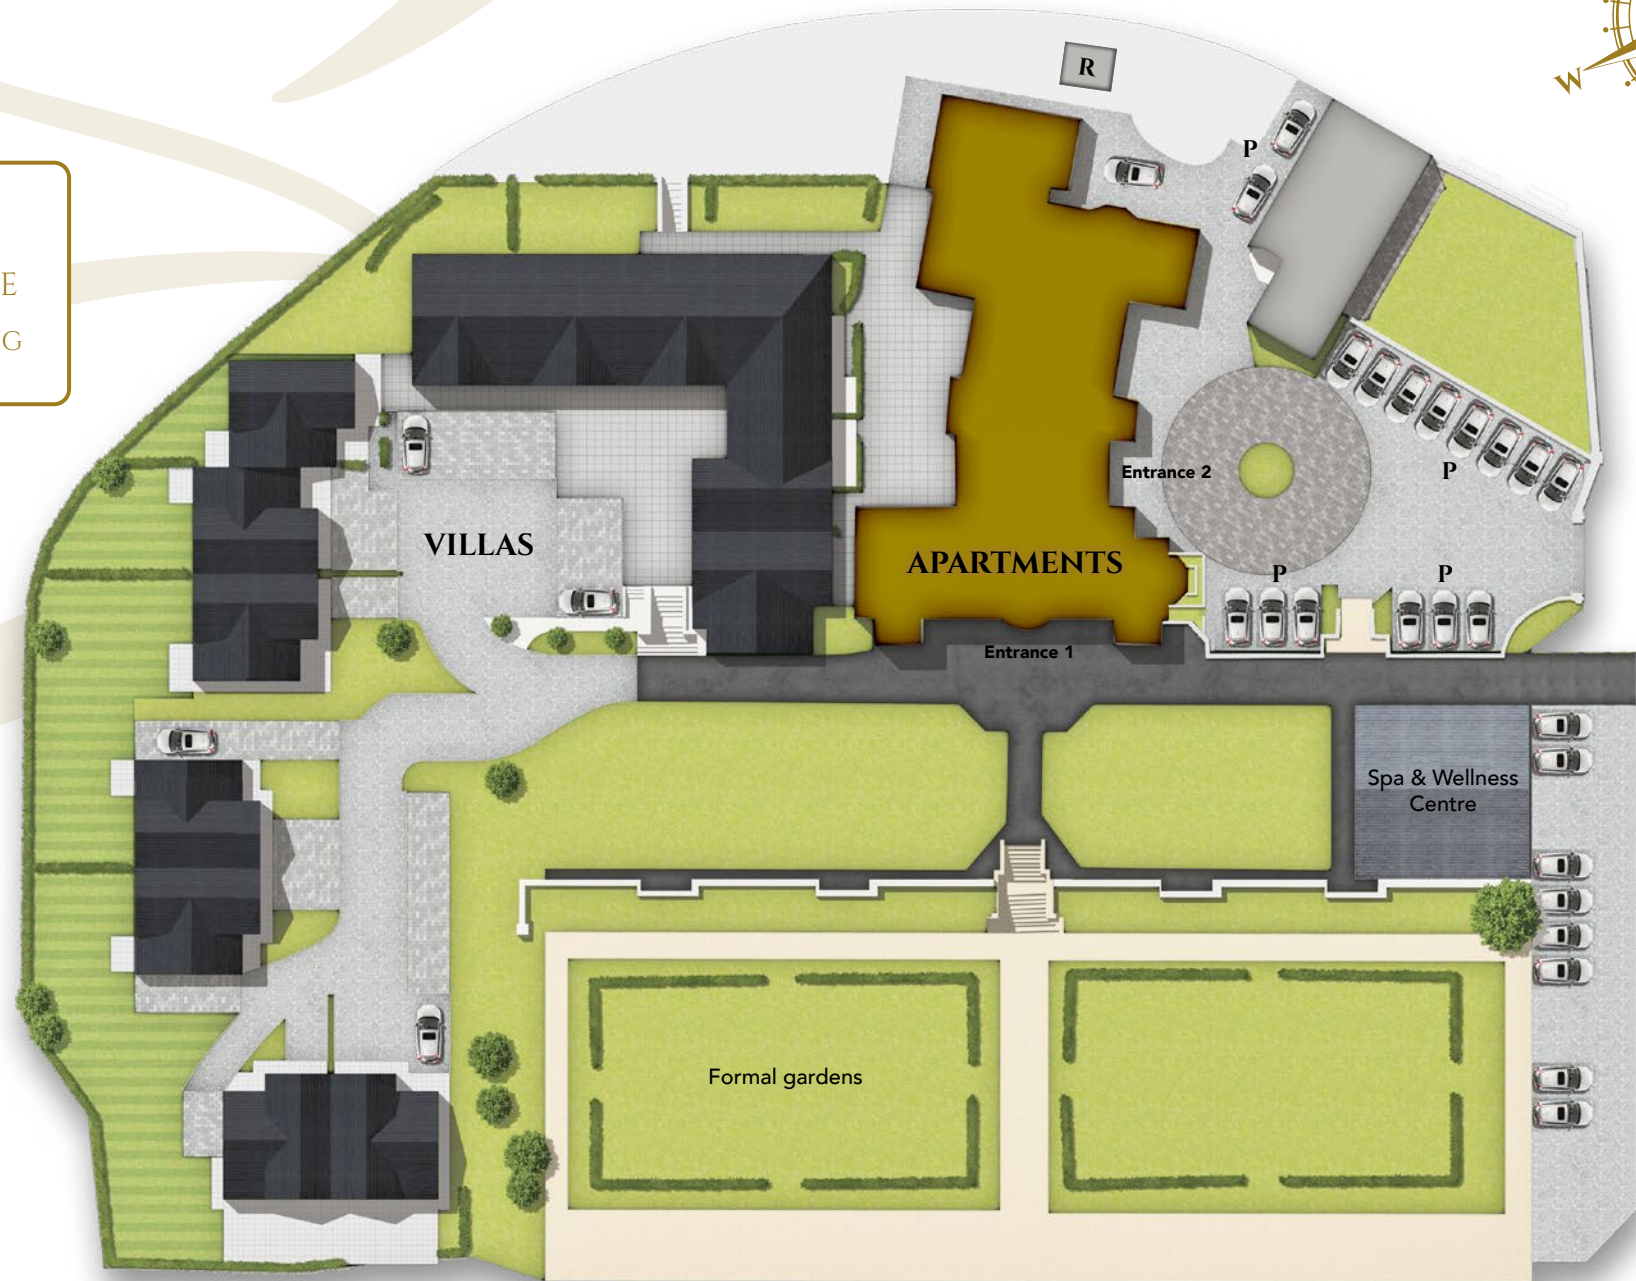 W
R
P
E
G
P
Entrance 2
VILLAS
APARTMENTS
P
P
Entrance 1
Spa & Wellness
Centre
Formal gardens